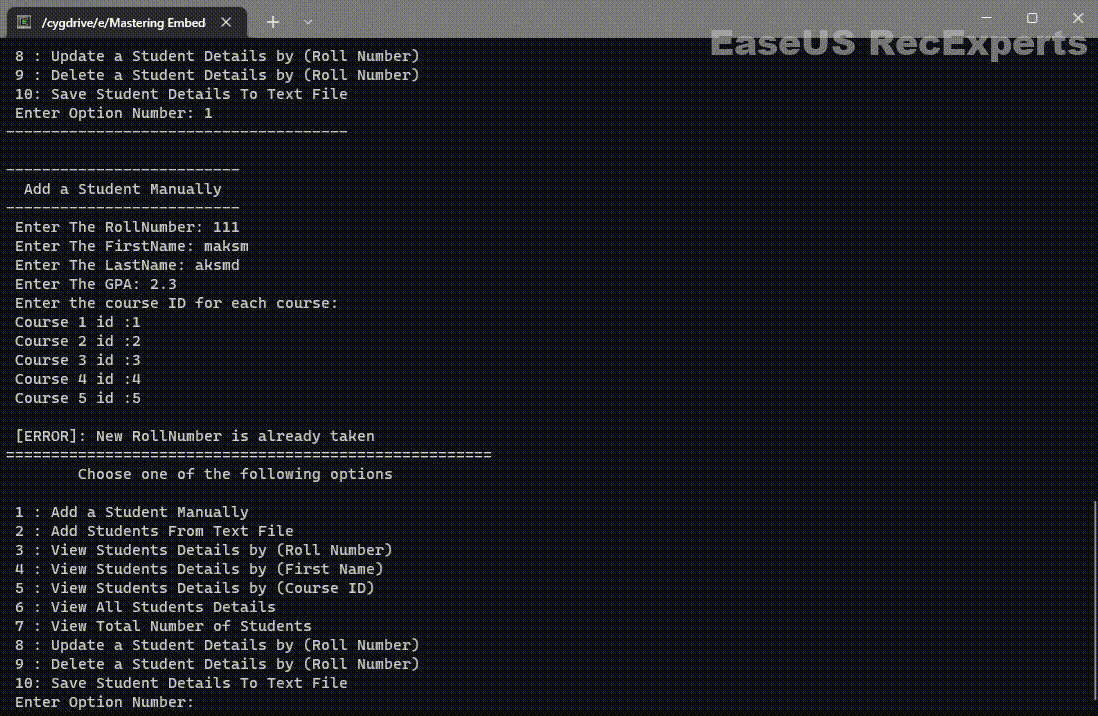 /cygdrive/e/Mastering Embed
EaseUS RecExperts
8 : Update a Student Details by (Roll Number)
9 : Delete a Student Details by (Roll Number)
10: Save Student Details To Text File
Enter Option Number: 1
--------------------------------------
--------------------------
Add a Student Manually
--------------------------
Enter The RollNumber: 111
Enter The FirstName: maksm
Enter The LastName: aksmd
Enter The GPA: 2.3
Enter the course ID for each course:
Course 1 id :1
Course 2 id :2
Course 3 id :3
Course 4 id :4
Course 5 id :5
[ERROR]: New RollNumber is already taken
======================================================
Choose one of the following options
1 : Add a Student Manually
2 : Add Students From Text File
3 : View Students Details by (Roll Number)
4 : View Students Details by (First Name)
5 : View Students Details by (Course ID)
6 : View All Students Details
7 : View Total Number of Students
8 : Update a Student Details by (Roll Number)
9 : Delete a Student Details by (Roll Number)
10: Save Student Details To Text File
Enter Option Number: